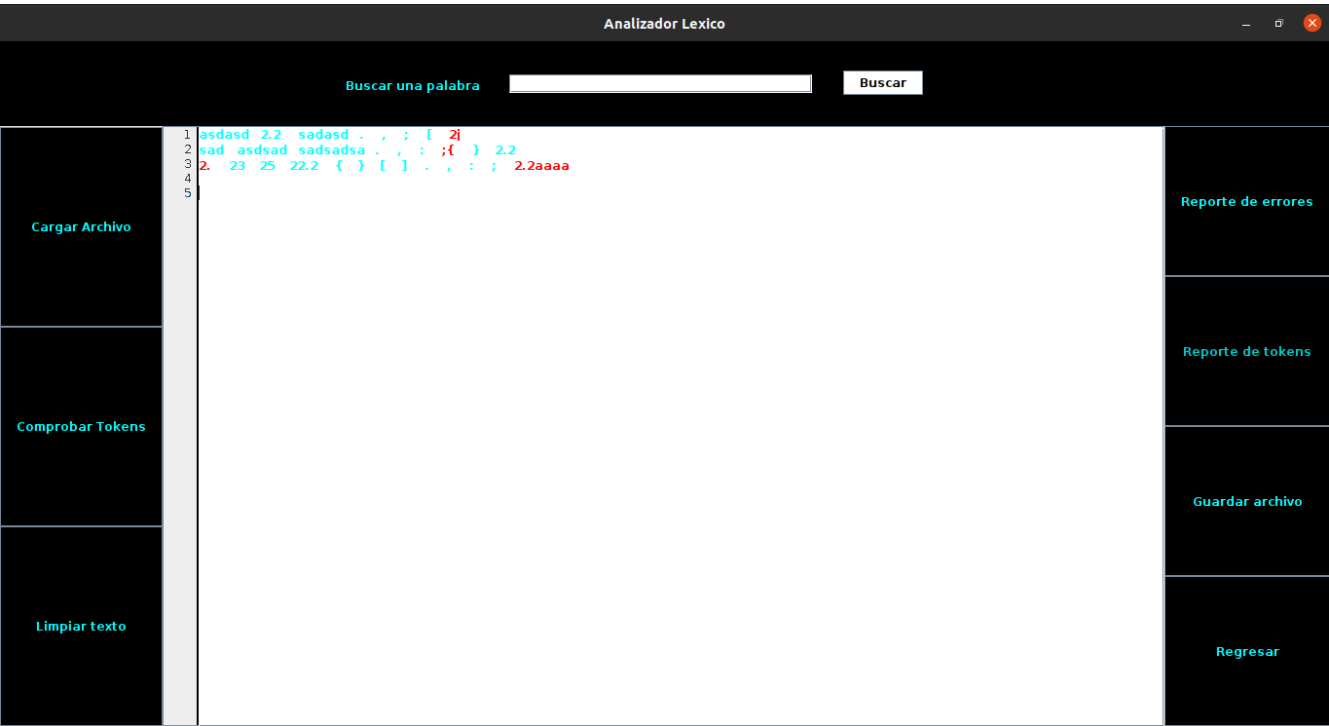 Analizador Lexico
Buscar una palabra Buscar
1 asdasd 2.2 sadasd . , ; [ 2j
2 sad asdsad sadsadsa . , : ;{ } 2.2
3 2. 23 25 22.2 { } [ ] . , : ; 2.2aaaa
4
5
Cargar Archivo
Comprobar Tokens
Limpiar texto
Reporte de errores
Reporte de tokens
Guardar archivo
Regresar